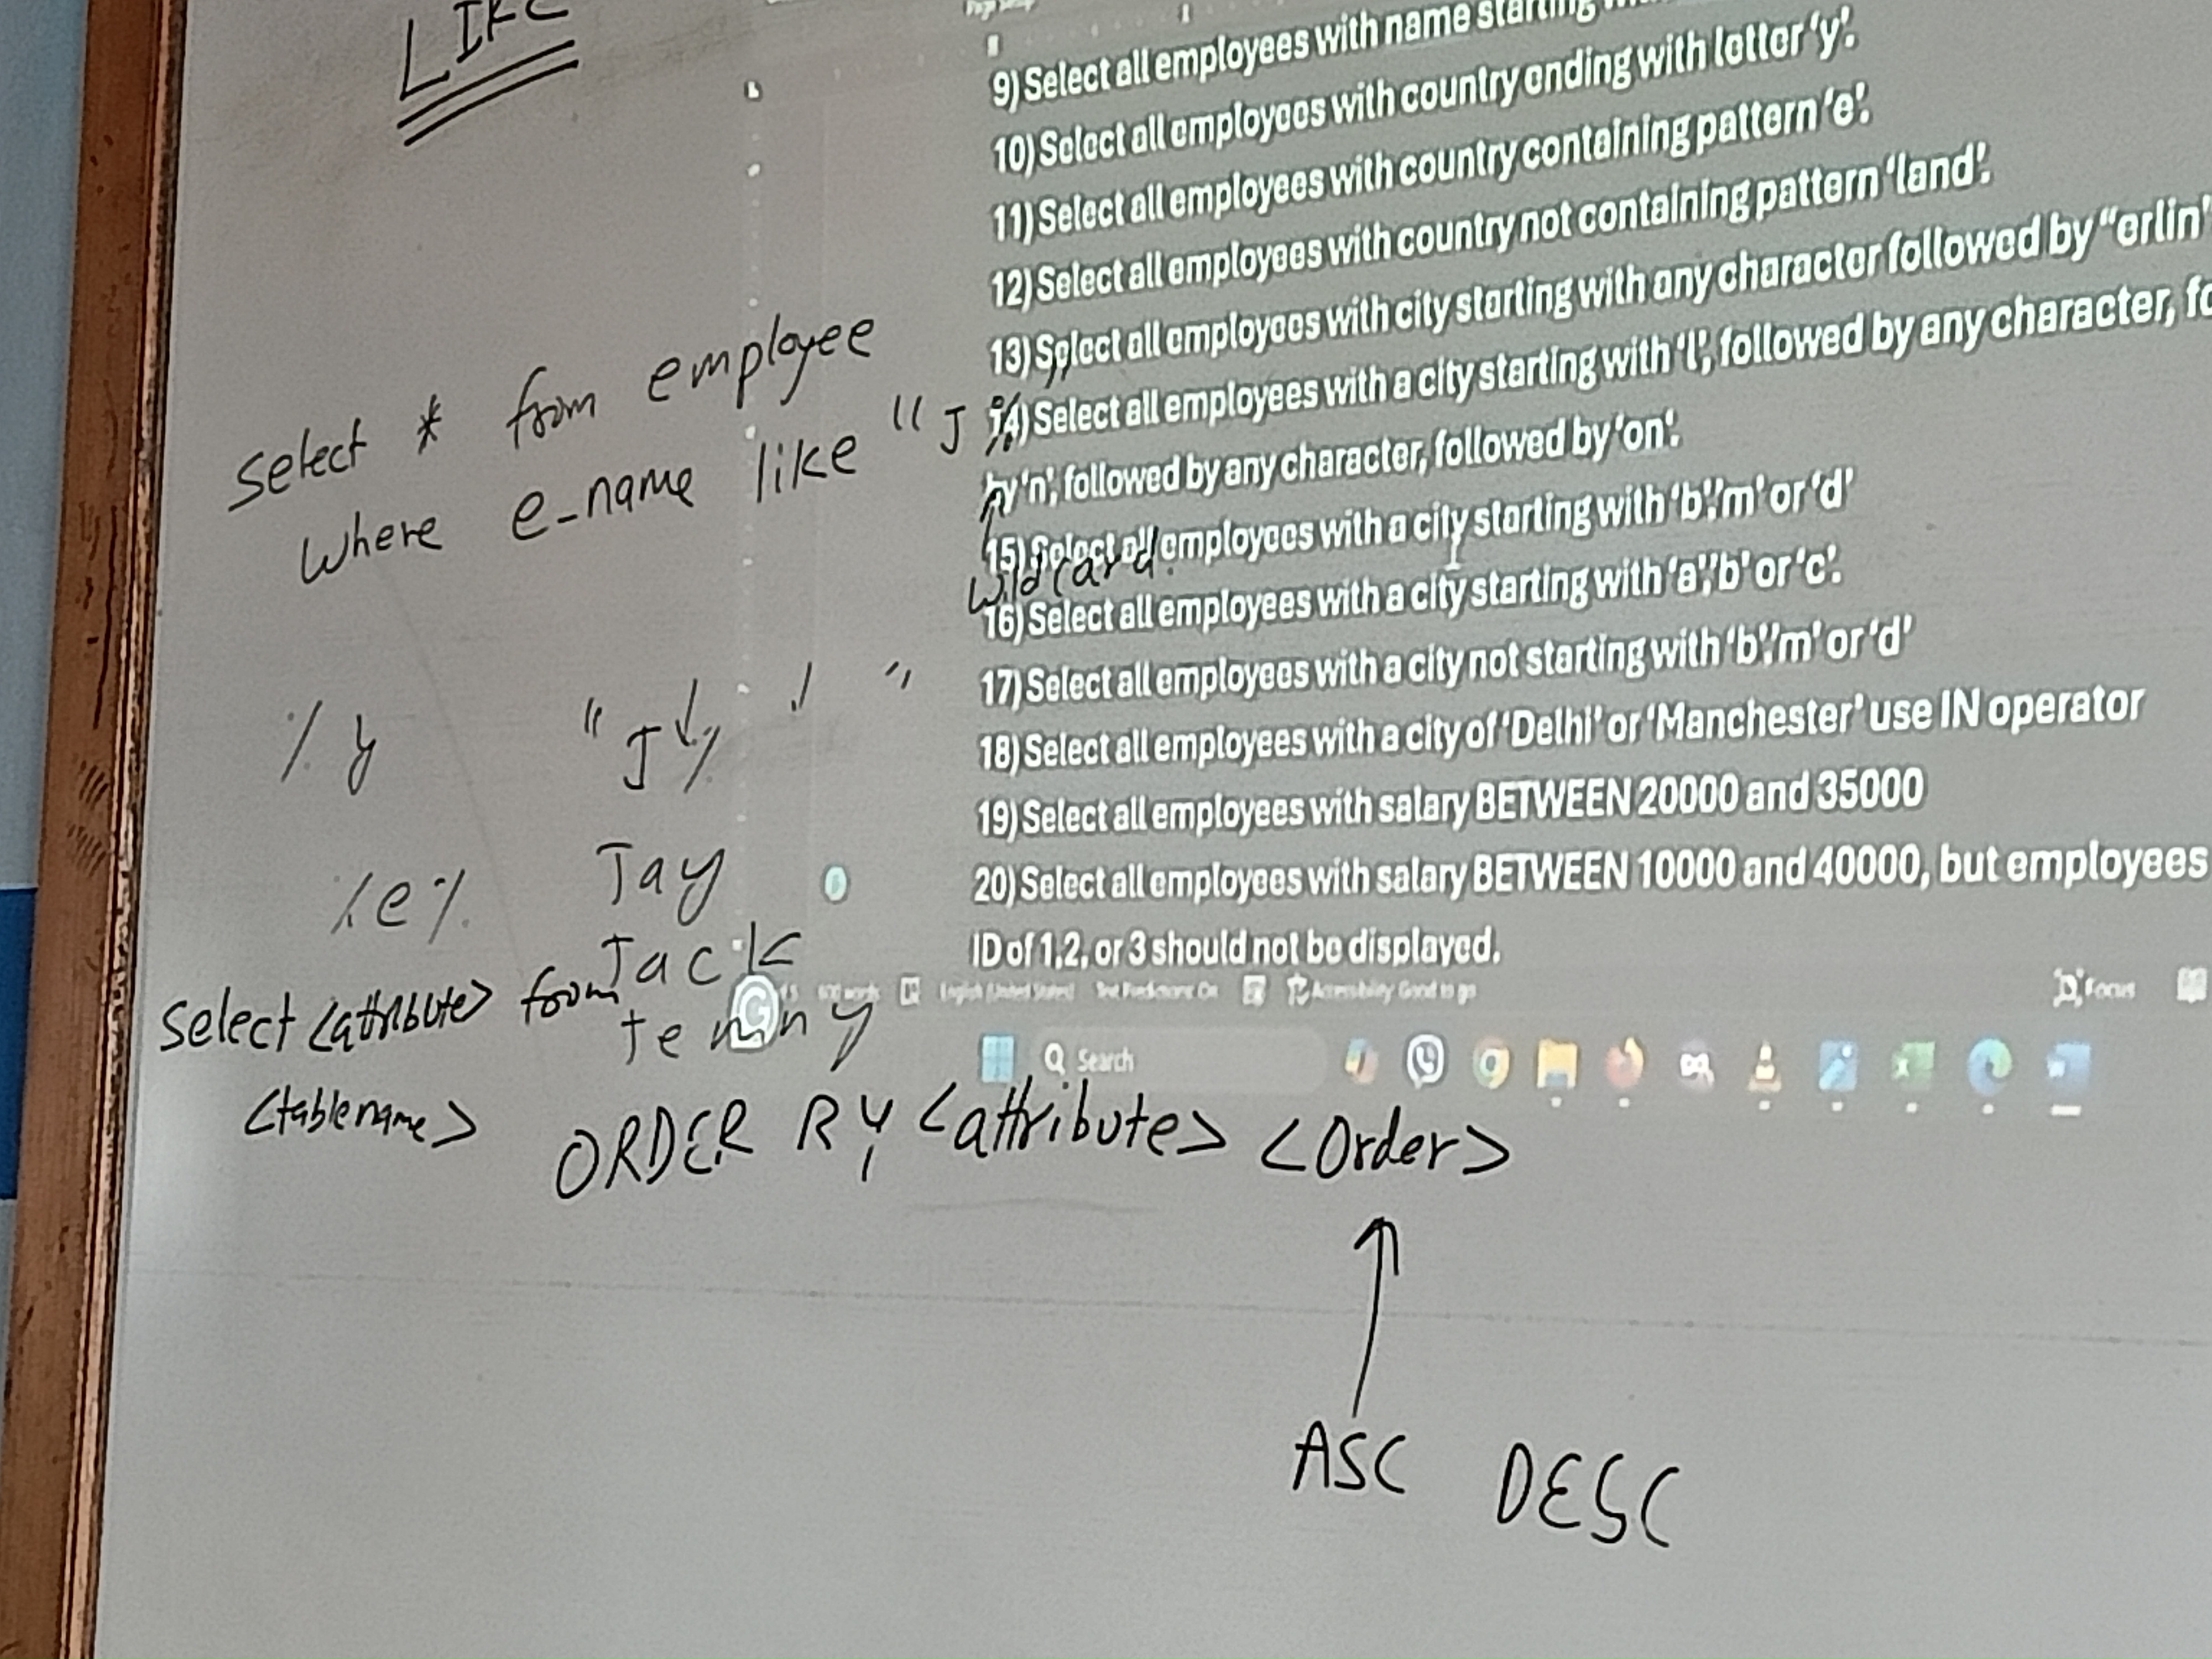 LIKE
Select * from employee
Where e-name like "J%"
Wildcard.
%y
"J%"
%e%
Jay
Jack
Jenny
Select <attribute> from
<tablename>
ORDER BY <attribute> <Order>
ASC DESC
9) Select all employees with name starting
10) Select all employees with country ending with letter 'y'.
11) Select all employees with country containing pattern 'e'.
12) Select all employees with country not containing pattern 'land'.
13) Select all employees with city starting with any character followed by "erlin'
14) Select all employees with a city starting with 'l', followed by any character,
by 'n', followed by any character, followed by 'on'.
15) Select all employees with a city starting with 'b','m' or 'd'
16) Select all employees with a city starting with 'a','b' or 'c'.
17) Select all employees with a city not starting with 'b','m' or 'd'
18) Select all employees with a city of 'Delhi' or 'Manchester' use IN operator
19) Select all employees with salary BETWEEN 20000 and 35000
20) Select all employees with salary BETWEEN 10000 and 40000, but employees
ID of 1,2, or 3 should not be displayed.
English (United States) Text Predictions: On Accessibility: Good to go Focus
Search